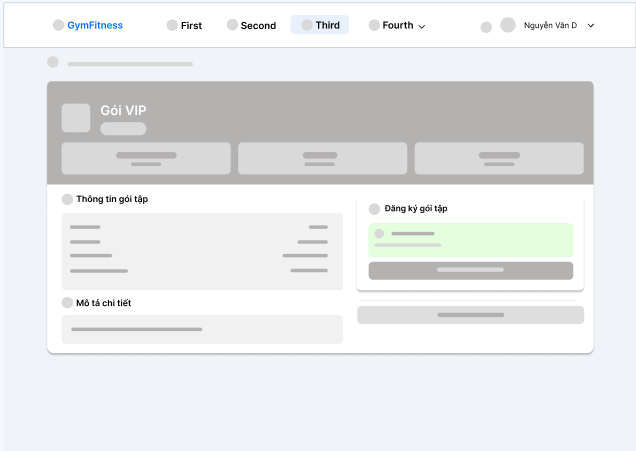 GymFitness
First
Second
Third
Fourth
Nguyễn Văn D
Gói VIP
Thông tin gói tập
Đăng ký gói tập
Mô tả chi tiết